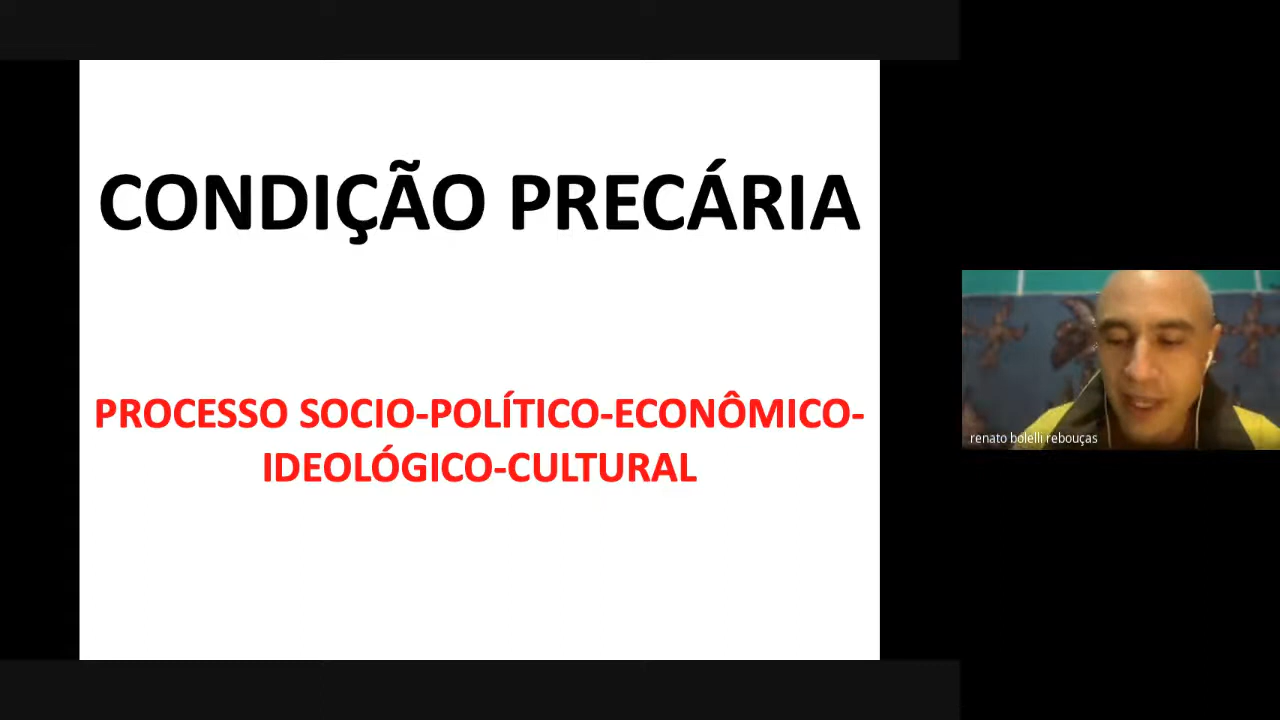 CONDIÇÃO PRECÁRIA
PROCESSO SOCIO-POLÍTICO-ECONÔMICO-
IDEOLÓGICO-CULTURAL
renato bolelli rebouças